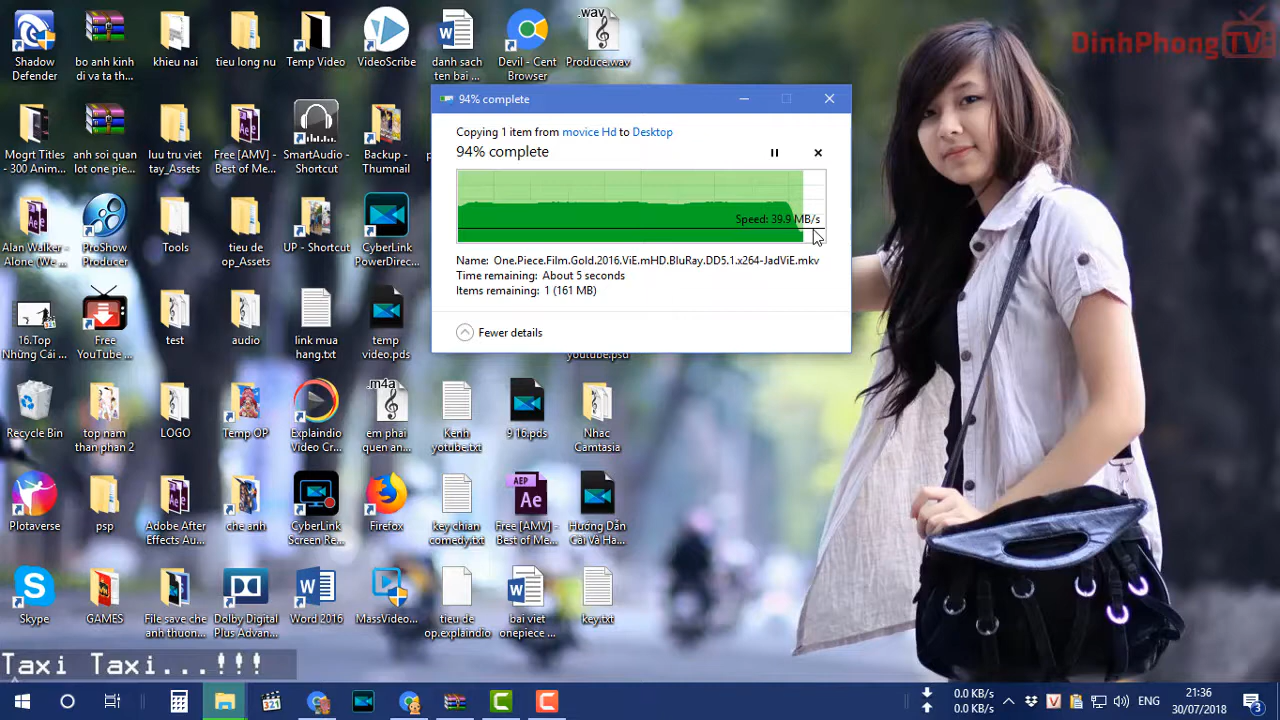 DinhPhong TV
Shadow
Defender
bo anh kinh
di va ta th...
khieu nai
tieu long nu
Temp Video
VideoScribe
danh sach
ten bai ...
Devil - Cent
Browser
.wav
Produce.wav
94% complete
Copying 1 item from movice Hd to Desktop
94% complete
Speed: 39.9 MB/s
Name: One.Piece.Film.Gold.2016.ViE.mHD.BluRay.DD5.1.x264-JadViE.mkv
Time remaining: About 5 seconds
Items remaining: 1 (161 MB)
Fewer details
Mogrt Titles
- 300 Anim...
anh soi quan
lot one piec...
luu tru viet
tay_Assets
Free [AMV] -
Best of Me...
SmartAudio -
Shortcut
Backup -
Thumnail
Alan Walker -
Alone (We ...
ProShow
Producer
Tools
tieu de
op_Assets
UP - Shortcut
CyberLink
PowerDirec...
16.Top
Những Cái ...
Free
YouTube ...
test
audio
link mua
hang.txt
temp
video.pds
youtube.psd
Recycle Bin
top nam
than phan 2
LOGO
Temp OP
Explaindio
Video Cr...
.m4a
em phai
quen an...
Kenh
yotube.txt
9 16.pds
Nhac
Camtasia
Plotaverse
psp
Adobe After
Effects Au...
che anh
CyberLink
Screen Re...
Firefox
key chian
comedy.txt
AEP
Ae
Free [AMV] -
Best of Me...
Hướng Dẫn
Cài Và Ha...
Skype
GAMES
File save che
anh thuon...
Dolby Digital
Plus Advan...
Word 2016
MassVideo...
tieu de
op.explaindio
bai viet
onepiece ...
key.txt
Taxi Taxi...!!!
0.0 KB/s
0.0 KB/s
V
ENG
21:36
30/07/2018
3